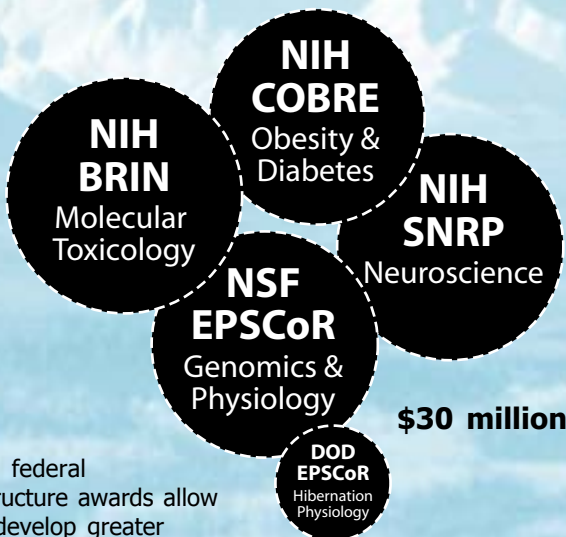 NIH
COBRE
Obesity &
Diabetes
NIH
BRIN
Molecular
Toxicology
NIH
SNRP
Neuroscience
NSF
EPSCoR
Genomics &
Physiology
$30 million
DOD
EPSCoR
Hibernation
Physiology
federal
ructure awards allow
develop greater